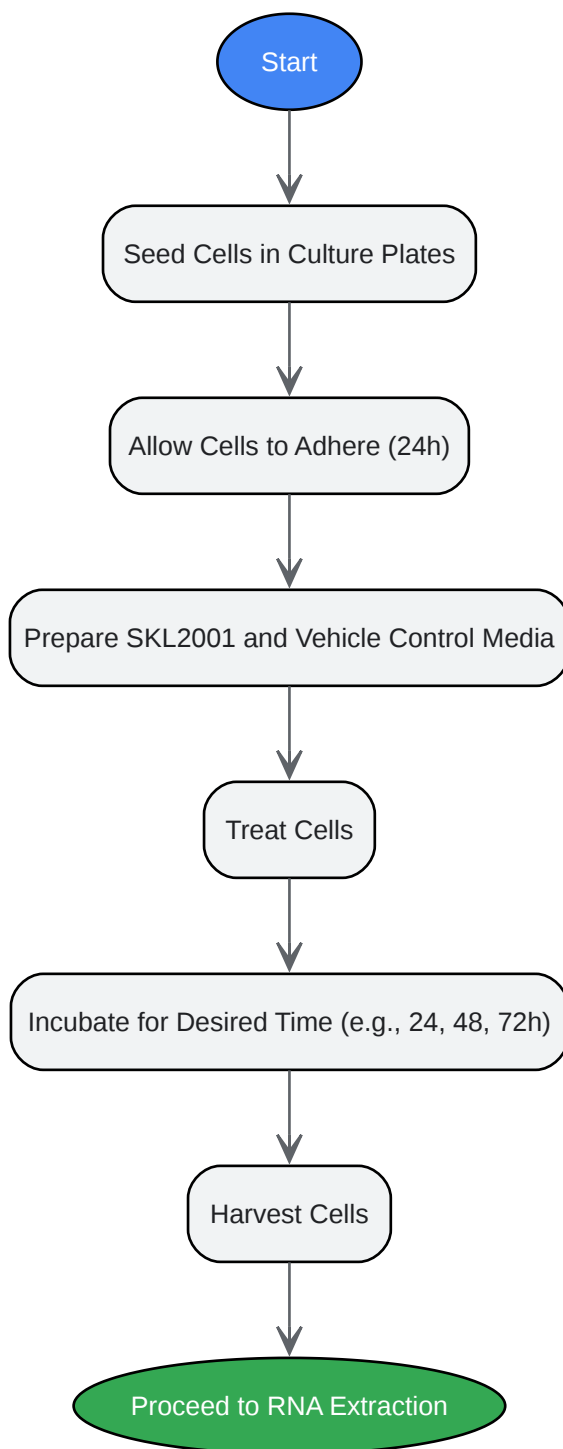 Start
Seed Cells in Culture Plates
Allow Cells to Adhere (24h)
Prepare SKL2001 and Vehicle Control Media
Treat Cells
Incubate for Desired Time (e.g., 24, 48, 72h)
Harvest Cells
Proceed to RNA Extraction